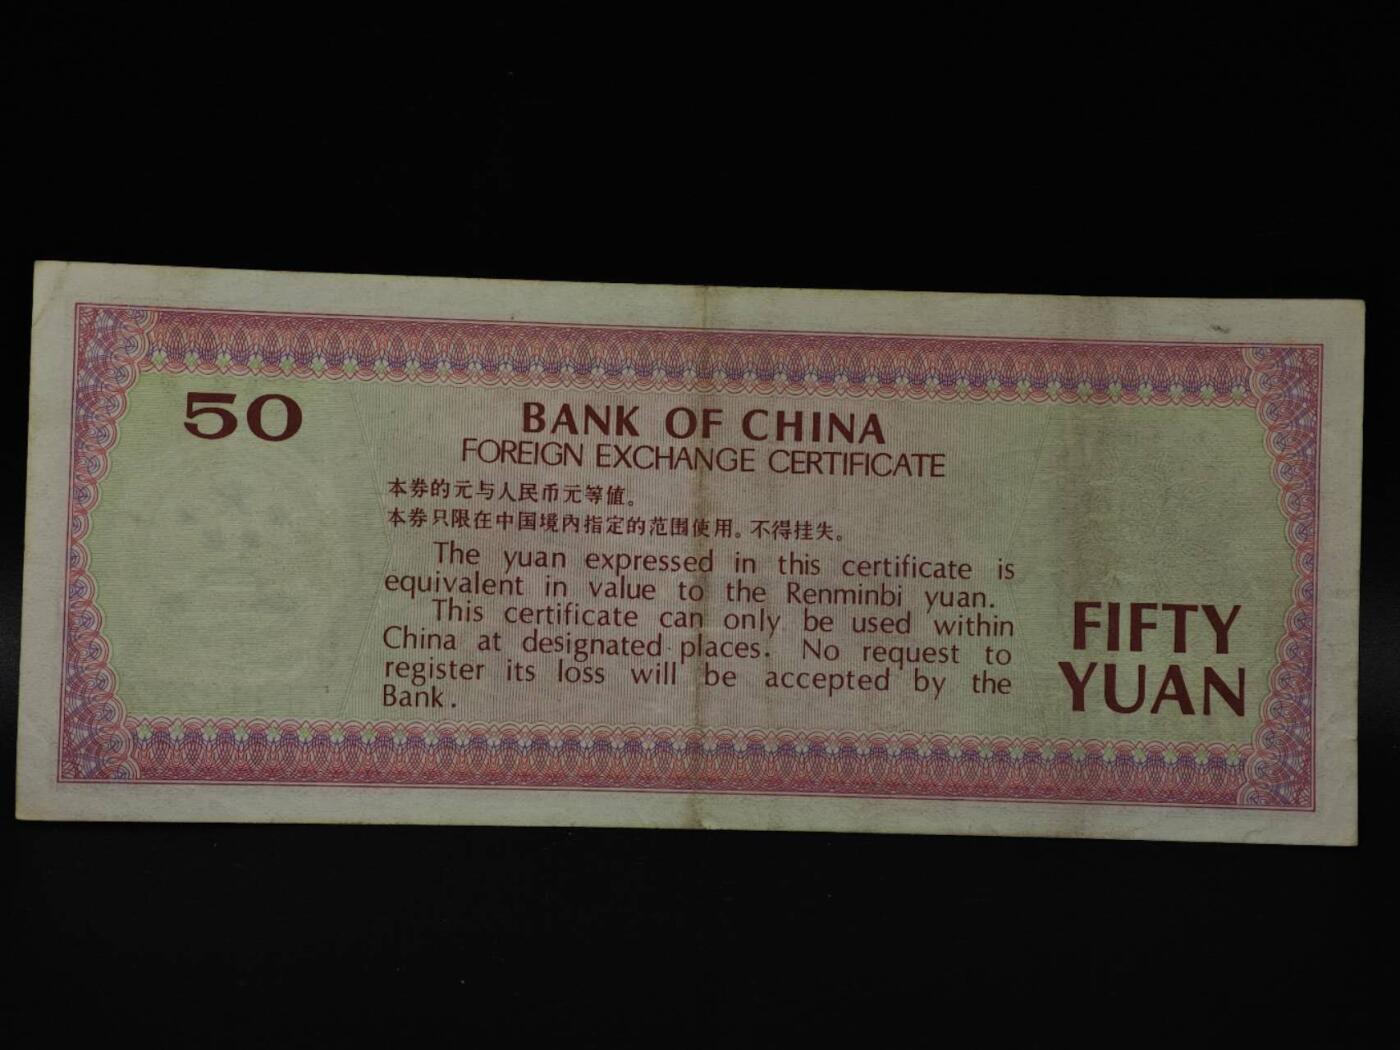 50
BANK OF CHINA
FOREIGN EXCHANGE CERTIFICATE
本券的元与人民币元等值。
本券只限在中国境内指定的范围使用。不得挂失。
The yuan expressed in this certificate is
equivalent in value to the Renminbi yuan.
This certificate can only be used within
China at designated places. No request to
register its loss will be accepted by the
Bank.
FIFTY
YUAN